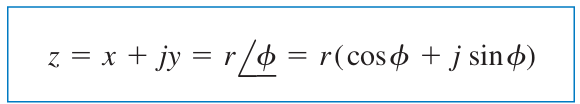 z = x + jy = r∠ϕ = r(cos ϕ + j sin ϕ)